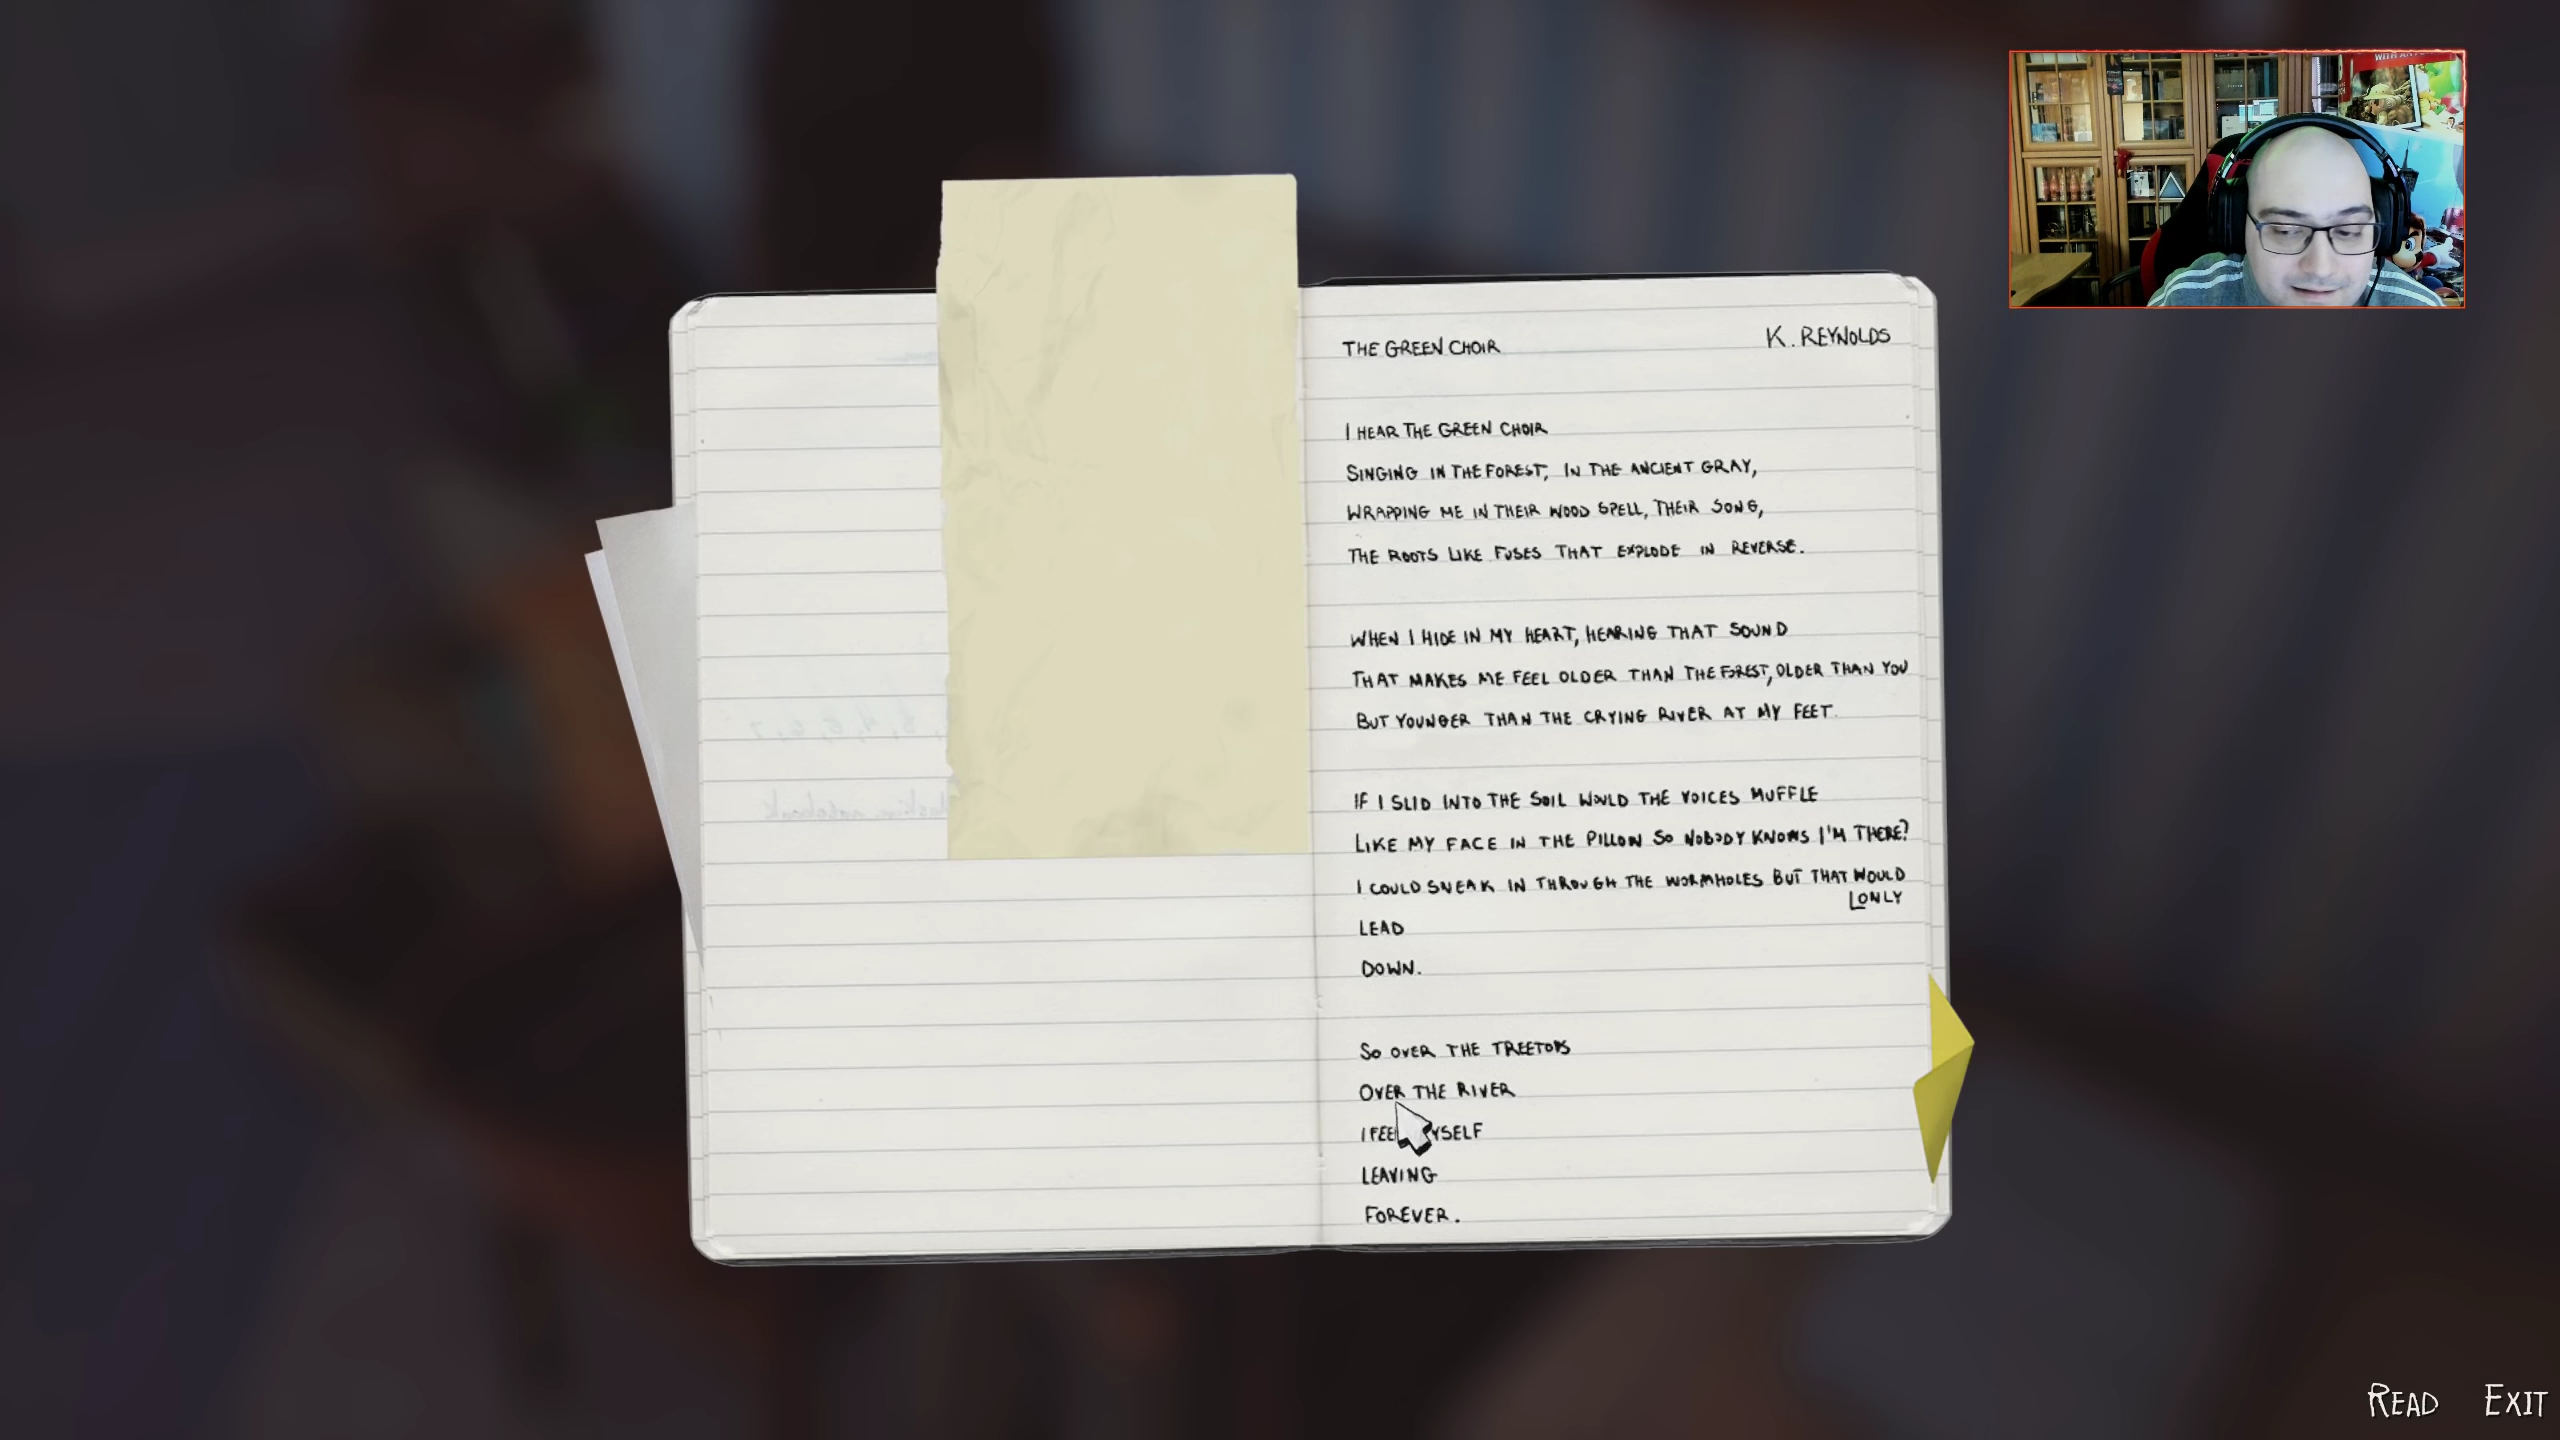 THE GREEN CHOIR
K. REYNOLDS
I HEAR THE GREEN CHOIR
SINGING IN THE FOREST, IN THE ANCIENT GRAY,
WRAPPING ME IN THEIR WOOD SPELL, THEIR SONG,
THE ROOTS LIKE FUSES THAT EXPLODE IN REVERSE.
WHEN I HIDE IN MY HEART, HEARING THAT SOUND
THAT MAKES ME FEEL OLDER THAN THE FOREST, OLDER THAN YOU
BUT YOUNGER THAN THE CRYING RIVER AT MY FEET.
IF I SLID INTO THE SOIL WOULD THE VOICES MUFFLE
LIKE MY FACE IN THE PILLOW SO NOBODY KNOWS I'M THERE?
I COULD SNEAK IN THROUGH THE WORMHOLES BUT THAT WOULD
ONLY
LEAD
DOWN.
SO OVER THE TREETOPS
OVER THE RIVER
I
LEAVING
FOREVER.
WITH
READ EXIT